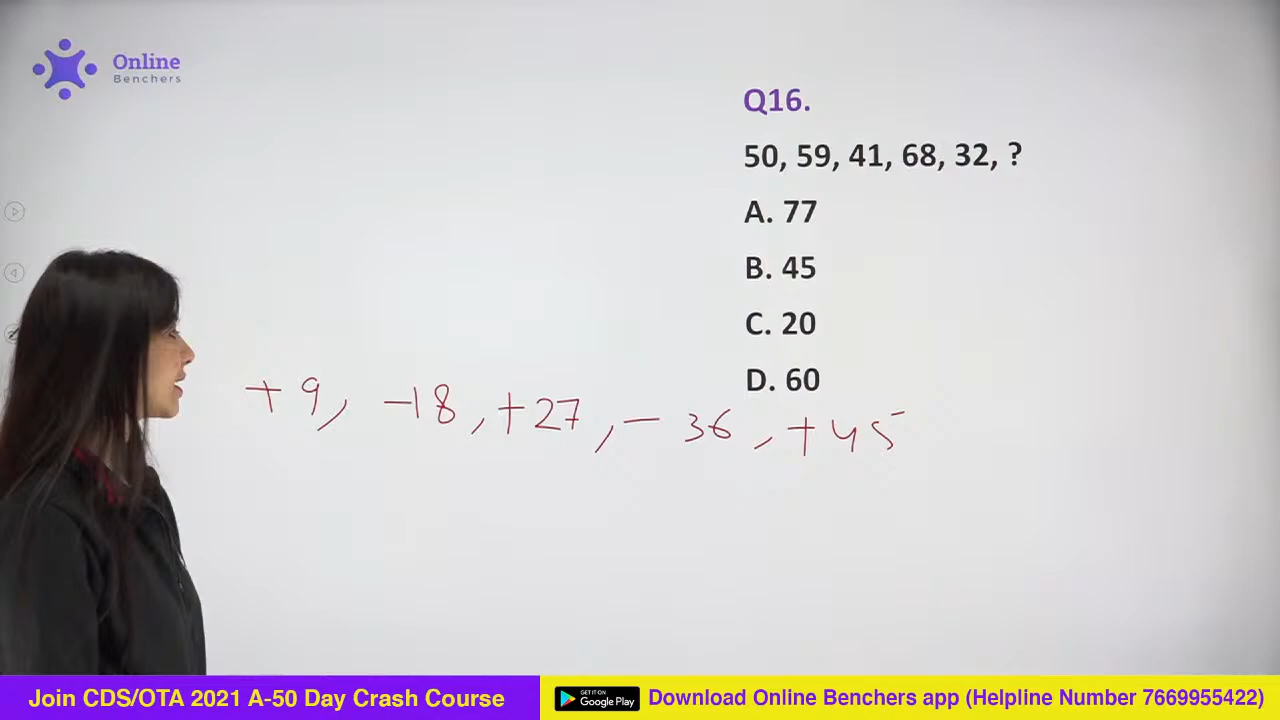 Online
Benchers
Q16.
50, 59, 41, 68, 32, ?
A. 77
B. 45
C. 20
D. 60
+9, -18, +27, - 36, +45
Join CDS/OTA 2021 A-50 Day Crash Course
GET IT ON
Google Play
Download Online Benchers app (Helpline Number 7669955422)